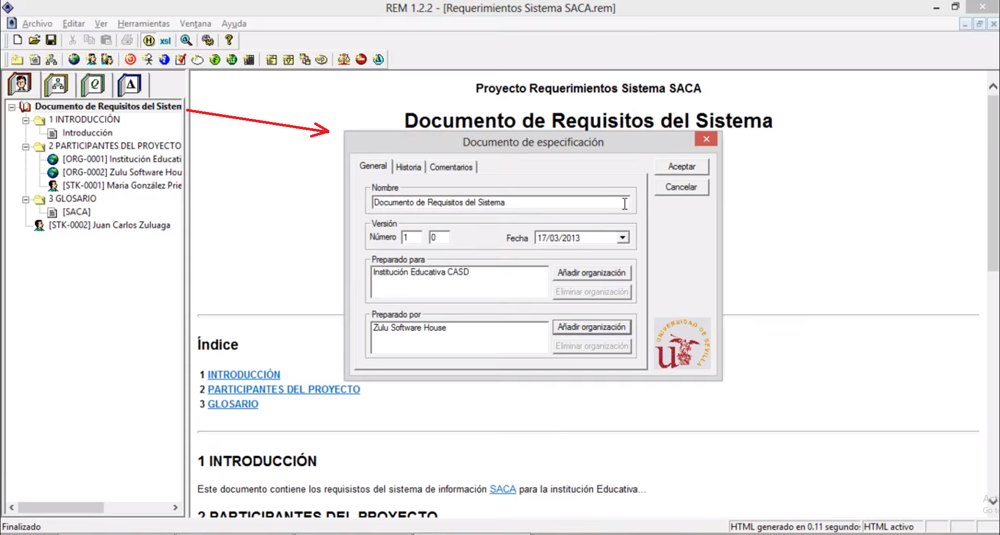 REM 1.2.2 - [Requerimientos Sistema SACA.rem]
Archivo Editar Ver Herramientas Ventana Ayuda
H xsl ?
Q Δ
Documento de Requisitos del Sistem
1 INTRODUCCIÓN
Introducción
2 PARTICIPANTES DEL PROYECTO
[ORG-0001] Institución Educati
[ORG-0002] Zulu Software Hou
[STK-0001] Maria González Prie
3 GLOSARIO
[SACA]
[STK-0002] Juan Carlos Zuluaga
Proyecto Requerimientos Sistema SACA
Documento de Requisitos del Sistema
Documento de especificación
General Historia Comentarios
Aceptar
Cancelar
Nombre
Documento de Requisitos del Sistema
Versión
Número 1 0 Fecha 17/03/2013
Preparado para
Institución Educativa CASD
Añadir organización
Eliminar organización
Preparado por
Zulu Software House
Añadir organización
Eliminar organización
UNIVERSIDAD DE SEVILLA
Índice
1 INTRODUCCIÓN
2 PARTICIPANTES DEL PROYECTO
3 GLOSARIO
1 INTRODUCCIÓN
Este documento contiene los requisistos del sistema de información SACA para la institución Educativa...
2 PARTICIPANTES DEL PROYECTO
Go to
Finalizado
HTML generado en 0.11 segundos
HTML activo